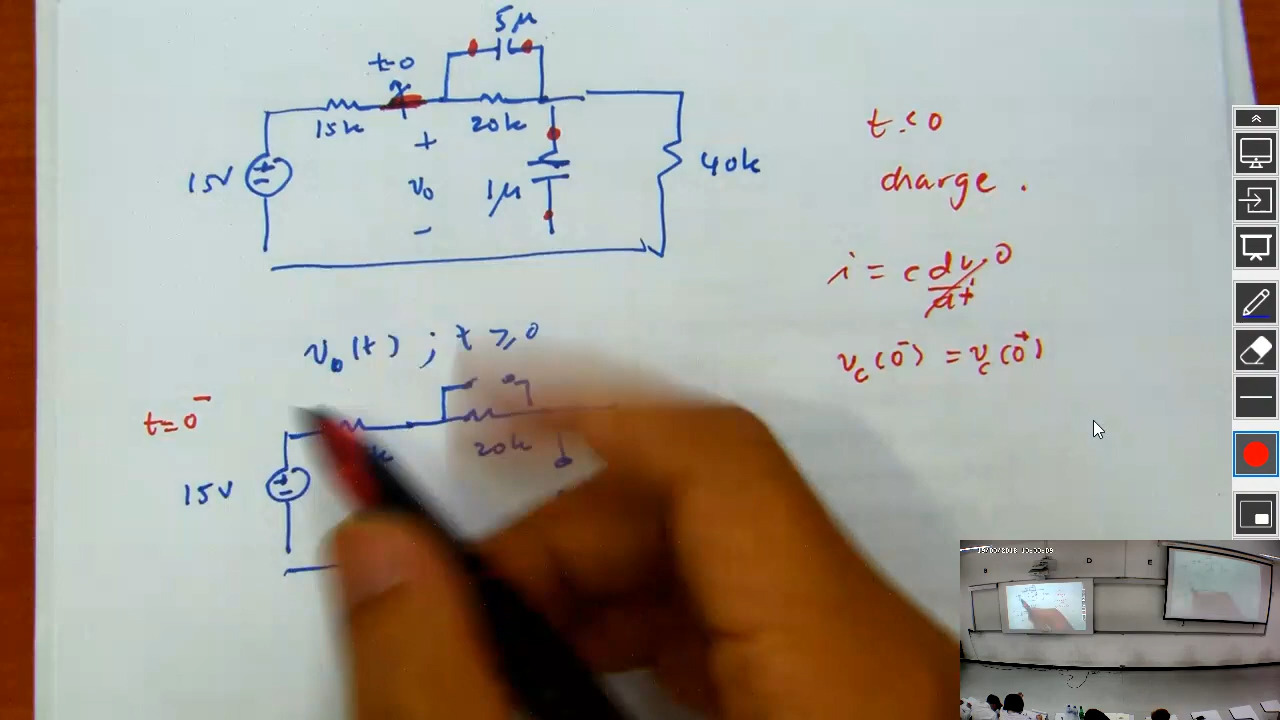 5μ
t=0
15k
20k
+
15V
v₀
1μ
40k
-
t<0
charge .
i = c dv/dt 0
v_c(0⁻) = v_c(0⁺)
v₀(t) ; t ≥ 0
t=0⁻
20k
15V